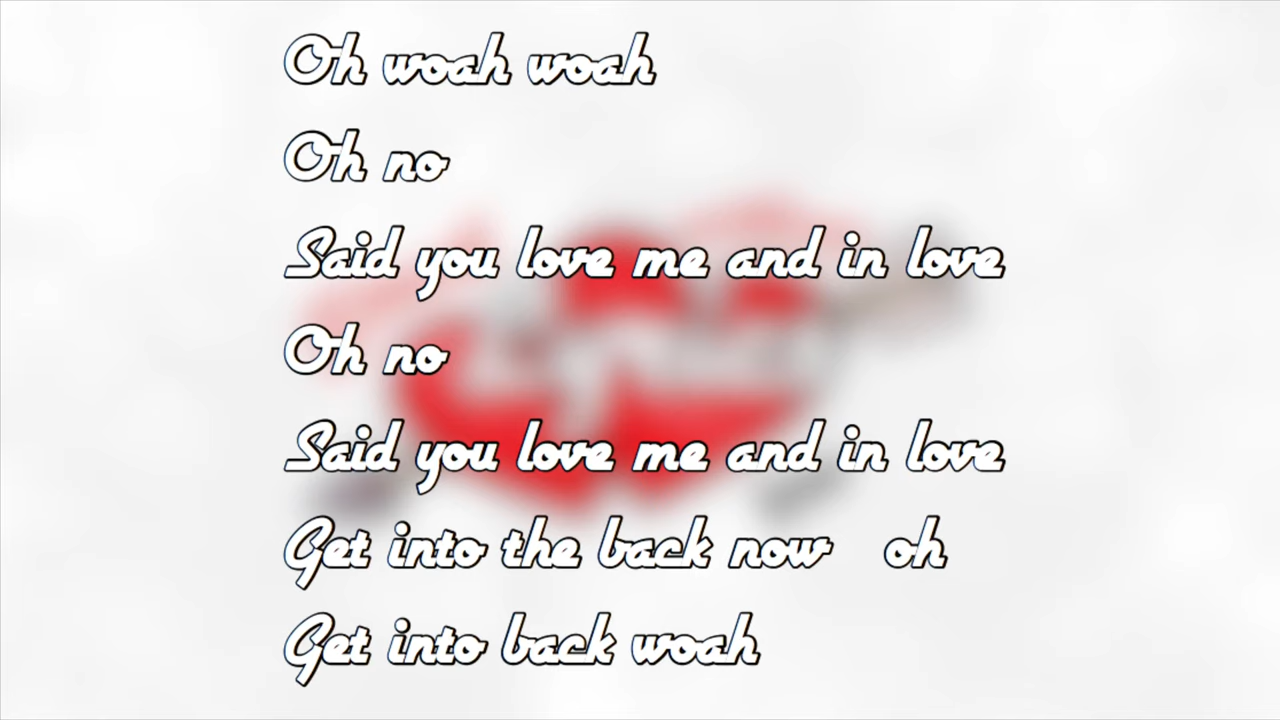 Oh woah woah
Oh no
Said you love me and in love
Oh no
Said you love me and in love
Get into the back now oh
Get into back woah